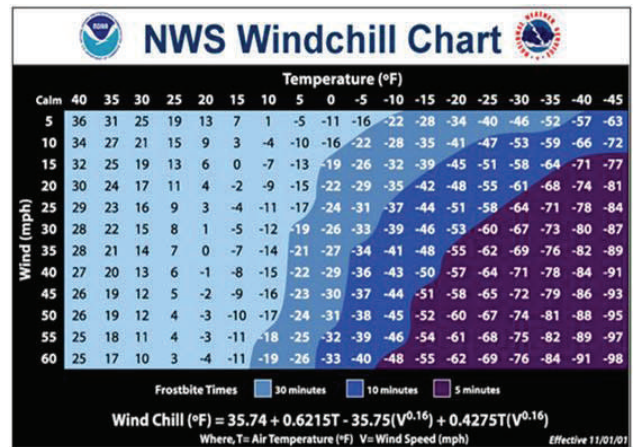 NWS Windchill Chart
Temperature (ºF)
Calm 40 35 30 25 20 15 10 5 0 -5 -10 -15 -20 -25 -30 -35 -40 -45
5 36 31 25 19 13 7 1 -5 -11 -16 -22 -28 -34 -40 -46 -52 -57 -63
10 34 27 21 15 9 3 -4 -10 -16 -22 -28 -35 -41 -47 -53 -59 -66 -72
15 32 25 19 13 6 0 -7 -13 -19 -26 -32 -39 -45 -51 -58 -64 -71 -77
20 30 24 17 11 4 -2 -9 -15 -22 -29 -35 -42 -48 -55 -61 -68 -74 -81
25 29 23 16 9 3 -4 -11 -17 -24 -31 -37 -44 -51 -58 -64 -71 -78 -84
30 28 22 15 8 1 -5 -12 -19 -26 -33 -39 -46 -53 -60 -67 -73 -80 -87
35 28 21 14 7 0 -7 -14 -21 -27 -34 -41 -48 -55 -62 -69 -76 -82 -89
40 27 20 13 6 -1 -8 -15 -22 -29 -36 -43 -50 -57 -64 -71 -78 -84 -91
45 26 19 12 5 -2 -9 -16 -23 -30 -37 -44 -51 -58 -65 -72 -79 -86 -93
50 26 19 12 4 -3 -10 -17 -24 -31 -38 -45 -52 -60 -67 -74 -81 -88 -95
55 25 18 11 4 -3 -11 -18 -25 -32 -39 -46 -54 -61 -68 -75 -82 -89 -97
60 25 17 10 3 -4 -11 -19 -26 -33 -40 -48 -55 -62 -69 -76 -84 -91 -98
Wind (mph)
Frostbite Times 30 minutes 10 minutes 5 minutes
Wind Chill (ºF) = 35.74 + 0.6215T - 35.75(V0.16) + 0.4275T(V0.16)
Where, T= Air Temperature (ºF) V= Wind Speed (mph) Effective 11/01/01